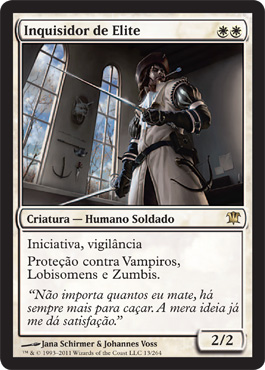 Inquisidor de Elite
Criatura — Humano Soldado
Iniciativa, vigilância
Proteção contra Vampiros,
Lobisomens e Zumbis.
“Não importa quantos eu mate, há
sempre mais para caçar. A mera ideia já
me dá satisfação.”
2/2
Jana Schirmer & Johannes Voss
™ & © 1993-2011 Wizards of the Coast LLC 13/264